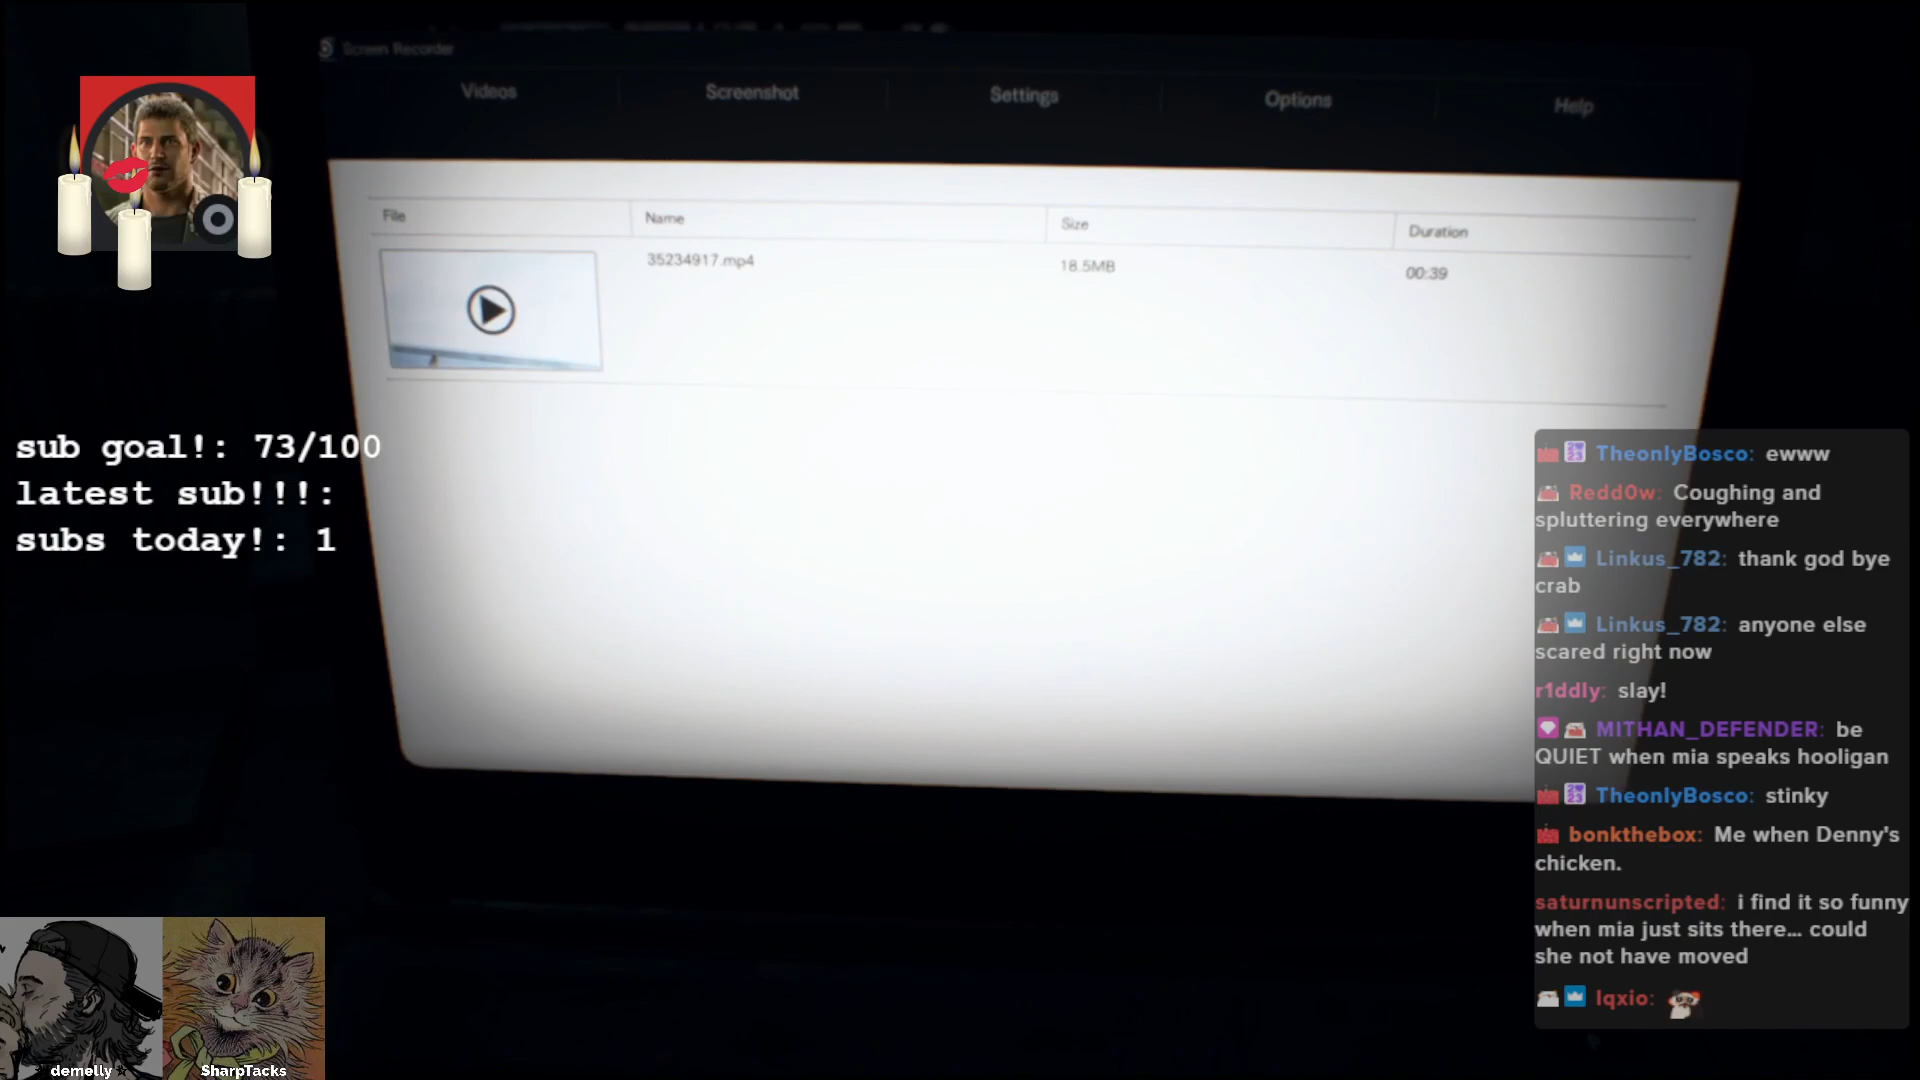 Screen Recorder
Videos Screenshot Settings Options Help
File Name Size Duration
35234917.mp4 18.5MB 00:39
sub goal!: 73/100
latest sub!!!:
subs today!: 1
TheonlyBosco: ewww
Redd0w: Coughing and
spluttering everywhere
Linkus_782: thank god bye
crab
Linkus_782: anyone else
scared right now
r1ddly: slay!
MITHAN_DEFENDER: be
QUIET when mia speaks hooligan
TheonlyBosco: stinky
bonkthebox: Me when Denny's
chicken.
saturnunscripted: i find it so funny
when mia just sits there... could
she not have moved
lqxio:
demelly
SharpTacks